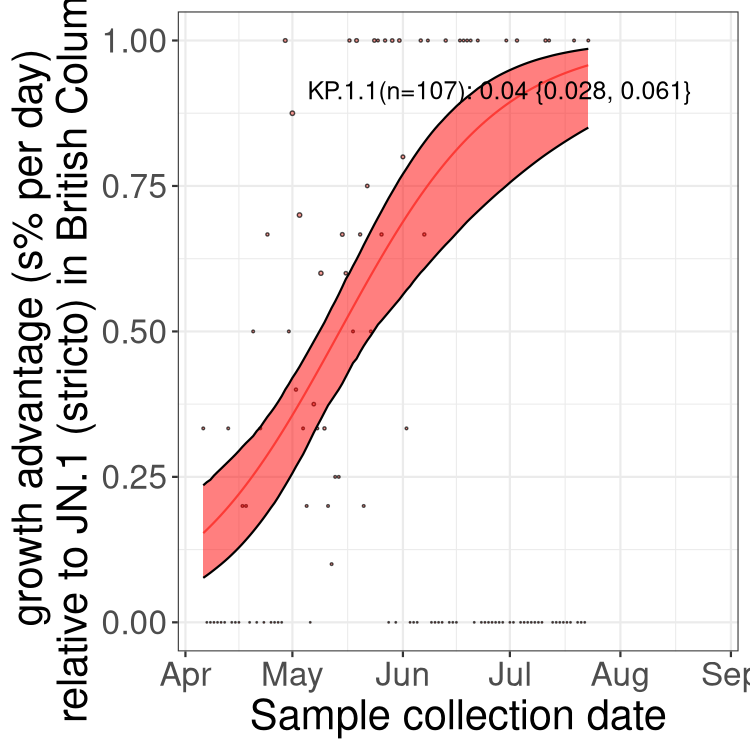 growth advantage (s% per day)
relative to JN.1 (stricto) in British Colum
1.00
0.75
0.50
0.25
0.00
KP.1.1(n=107): 0.04 {0.028, 0.061}
Apr May Jun Jul Aug Sep
Sample collection date